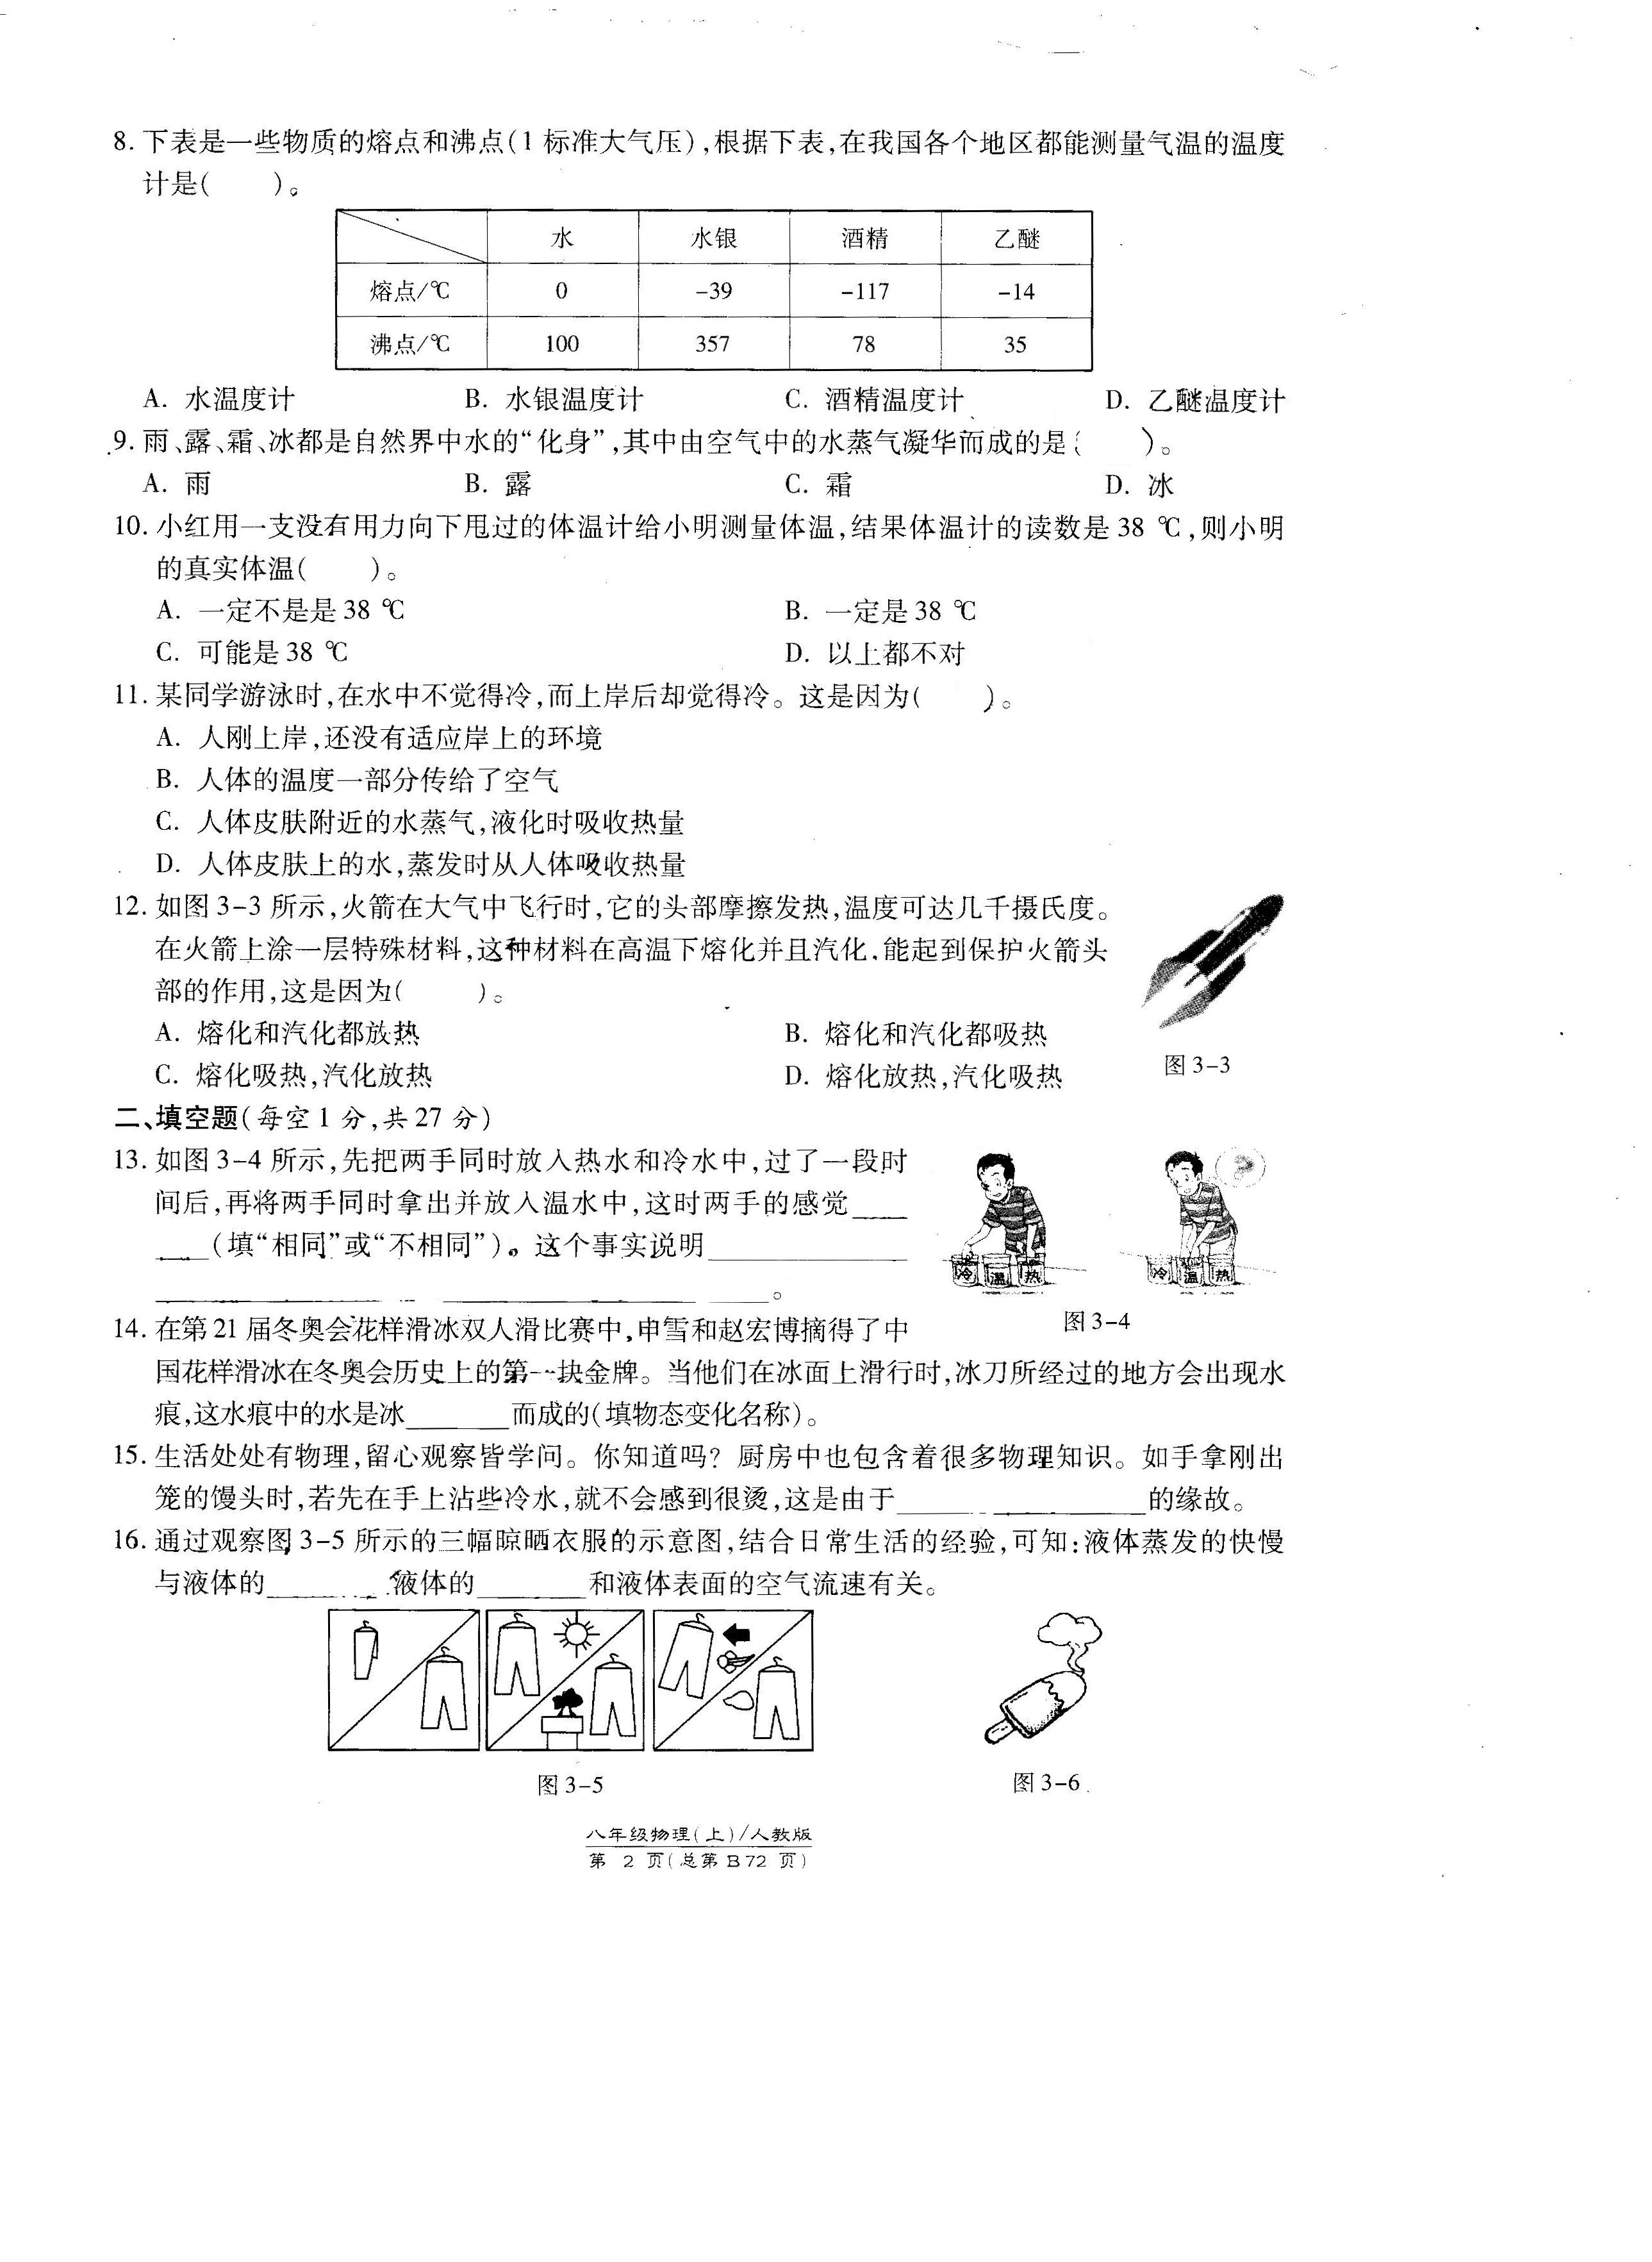 8. 下表是一些物质的熔点和沸点(1 标准大气压),根据下表,在我国各个地区都能测量气温的温度
计是(    )。
水 水银 酒精 乙醚
熔点/℃ 0 -39 -117 -14
沸点/℃ 100 357 78 35
A. 水温度计 B. 水银温度计 C. 酒精温度计 D. 乙醚温度计
9. 雨、露、霜、冰都是自然界中水的“化身”,其中由空气中的水蒸气凝华而成的是(    )。
A. 雨 B. 露 C. 霜 D. 冰
10. 小红用一支没有用力向下甩过的体温计给小明测量体温,结果体温计的读数是 38 ℃,则小明
的真实体温(    )。
A. 一定不是是 38 ℃ B. 一定是 38 ℃
C. 可能是 38 ℃ D. 以上都不对
11. 某同学游泳时,在水中不觉得冷,而上岸后却觉得冷。这是因为(    )。
A. 人刚上岸,还没有适应岸上的环境
B. 人体的温度一部分传给了空气
C. 人体皮肤附近的水蒸气,液化时吸收热量
D. 人体皮肤上的水,蒸发时从人体吸收热量
12. 如图 3-3 所示,火箭在大气中飞行时,它的头部摩擦发热,温度可达几千摄氏度。
在火箭上涂一层特殊材料,这种材料在高温下熔化并且汽化,能起到保护火箭头
部的作用,这是因为(    )。
A. 熔化和汽化都放热 B. 熔化和汽化都吸热
C. 熔化吸热,汽化放热 D. 熔化放热,汽化吸热
图 3-3
二、填空题(每空 1 分,共 27 分)
13. 如图 3-4 所示,先把两手同时放入热水和冷水中,过了一段时
间后,再将两手同时拿出并放入温水中,这时两手的感觉____
____(填“相同”或“不相同”)。这个事实说明________
________________。
冷 温 热 冷 温 热
图 3-4
14. 在第 21 届冬奥会花样滑冰双人滑比赛中,申雪和赵宏博摘得了中
国花样滑冰在冬奥会历史上的第一块金牌。当他们在冰面上滑行时,冰刀所经过的地方会出现水
痕,这水痕中的水是冰________而成的(填物态变化名称)。
15. 生活处处有物理,留心观察皆学问。你知道吗？厨房中也包含着很多物理知识。如手拿刚出
笼的馒头时,若先在手上沾些冷水,就不会感到很烫,这是由于________________的缘故。
16. 通过观察图 3-5 所示的三幅晾晒衣服的示意图,结合日常生活的经验,可知:液体蒸发的快慢
与液体的________、液体的________和液体表面的空气流速有关。
图 3-5 图 3-6
八年级物理(上)/人教版
第 2 页(总第 B72 页)